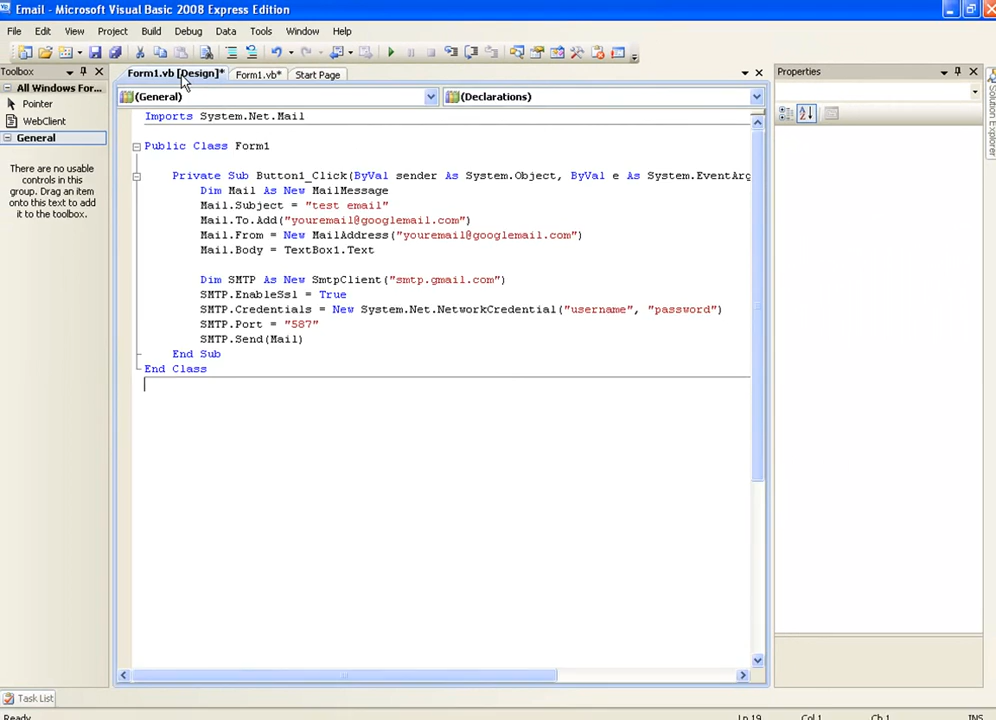 Email - Microsoft Visual Basic 2008 Express Edition
File Edit View Project Build Debug Data Tools Window Help
Toolbox
All Windows For...
Pointer
WebClient
General
There are no usable
controls in this
group. Drag an item
onto this text to add
it to the toolbox.
Form1.vb [Design]* Form1.vb* Start Page
(General) (Declarations)
Imports System.Net.Mail
Public Class Form1
Private Sub Button1_Click(ByVal sender As System.Object, ByVal e As System.EventArg
Dim Mail As New MailMessage
Mail.Subject = "test email"
Mail.To.Add("youremail@googlemail.com")
Mail.From = New MailAddress("youremail@googlemail.com")
Mail.Body = TextBox1.Text
Dim SMTP As New SmtpClient("smtp.gmail.com")
SMTP.EnableSsl = True
SMTP.Credentials = New System.Net.NetworkCredential("username", "password")
SMTP.Port = "587"
SMTP.Send(Mail)
End Sub
End Class
Properties
Solution Explorer
Task List
Ready Ln 19 Col 1 Ch 1 INS